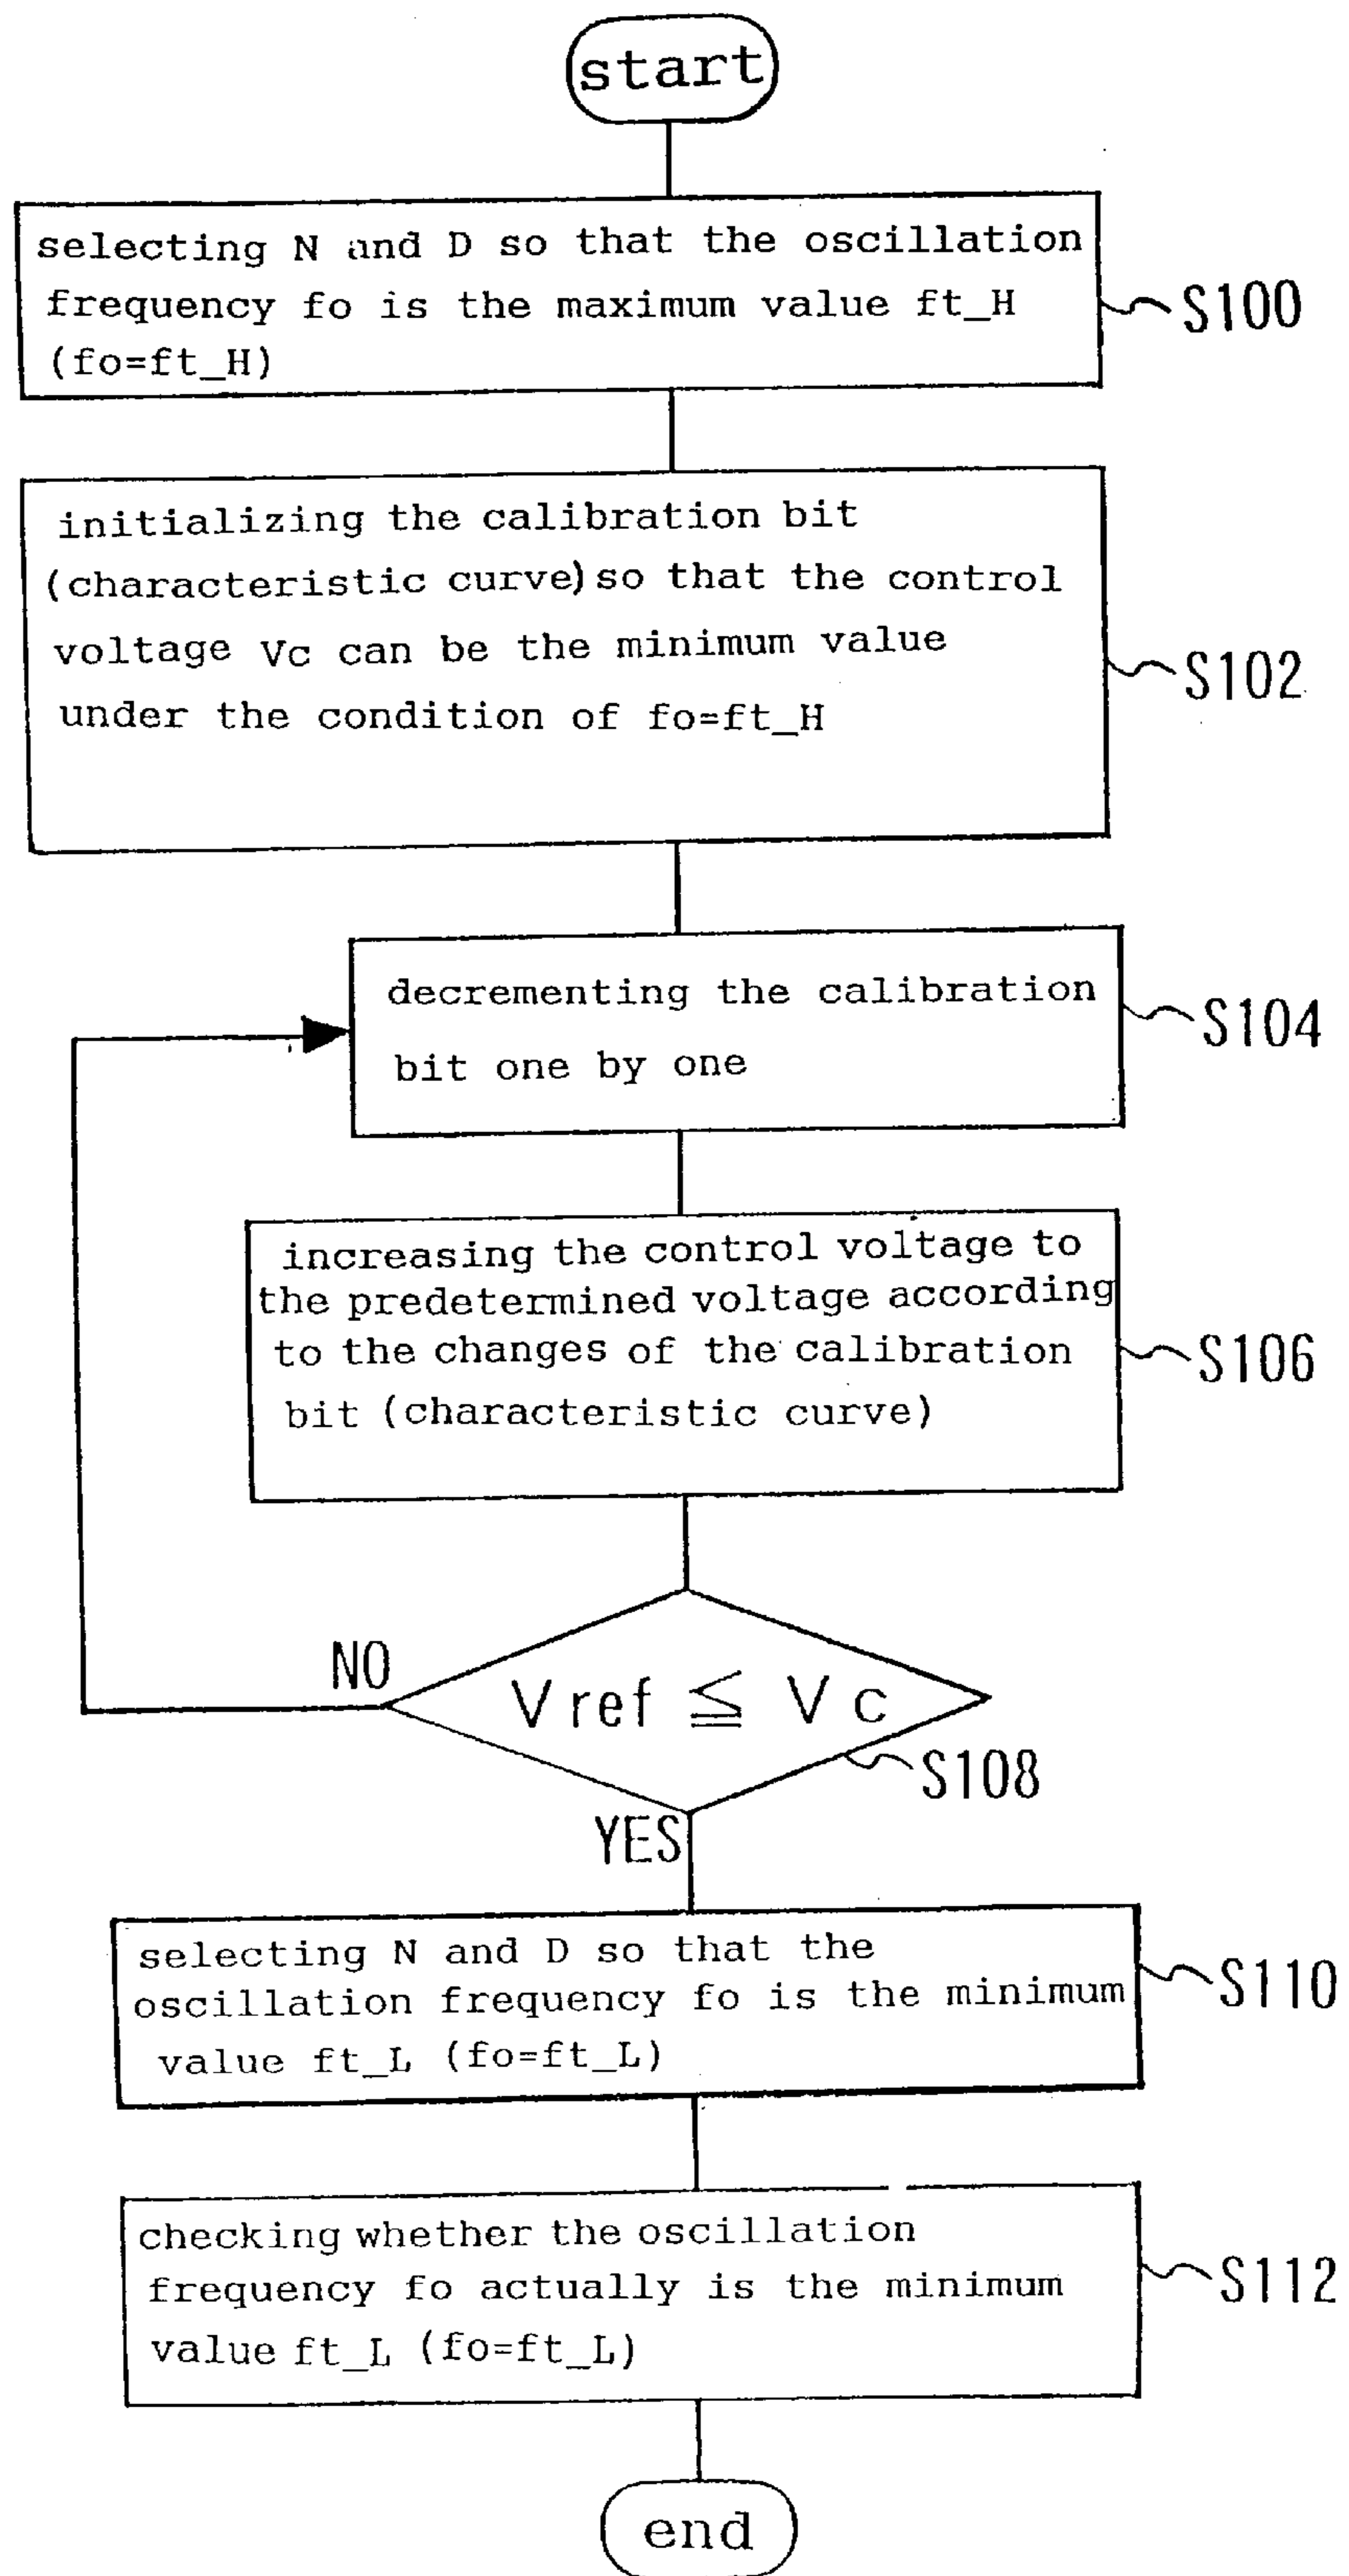 start
selecting N and D so that the oscillation
frequency fo is the maximum value ft_H
(fo=ft_H)
S100
initializing the calibration bit
(characteristic curve) so that the control
voltage Vc can be the minimum value
under the condition of fo=ft_H
S102
decrementing the calibration
bit one by one
S104
increasing the control voltage to
the predetermined voltage according
to the changes of the calibration
bit (characteristic curve)
S106
NO
Vref ≦ Vc
S108
YES
selecting N and D so that the
oscillation frequency fo is the minimum
value ft_L (fo=ft_L)
S110
checking whether the oscillation
frequency fo actually is the minimum
value ft_L (fo=ft_L)
S112
end